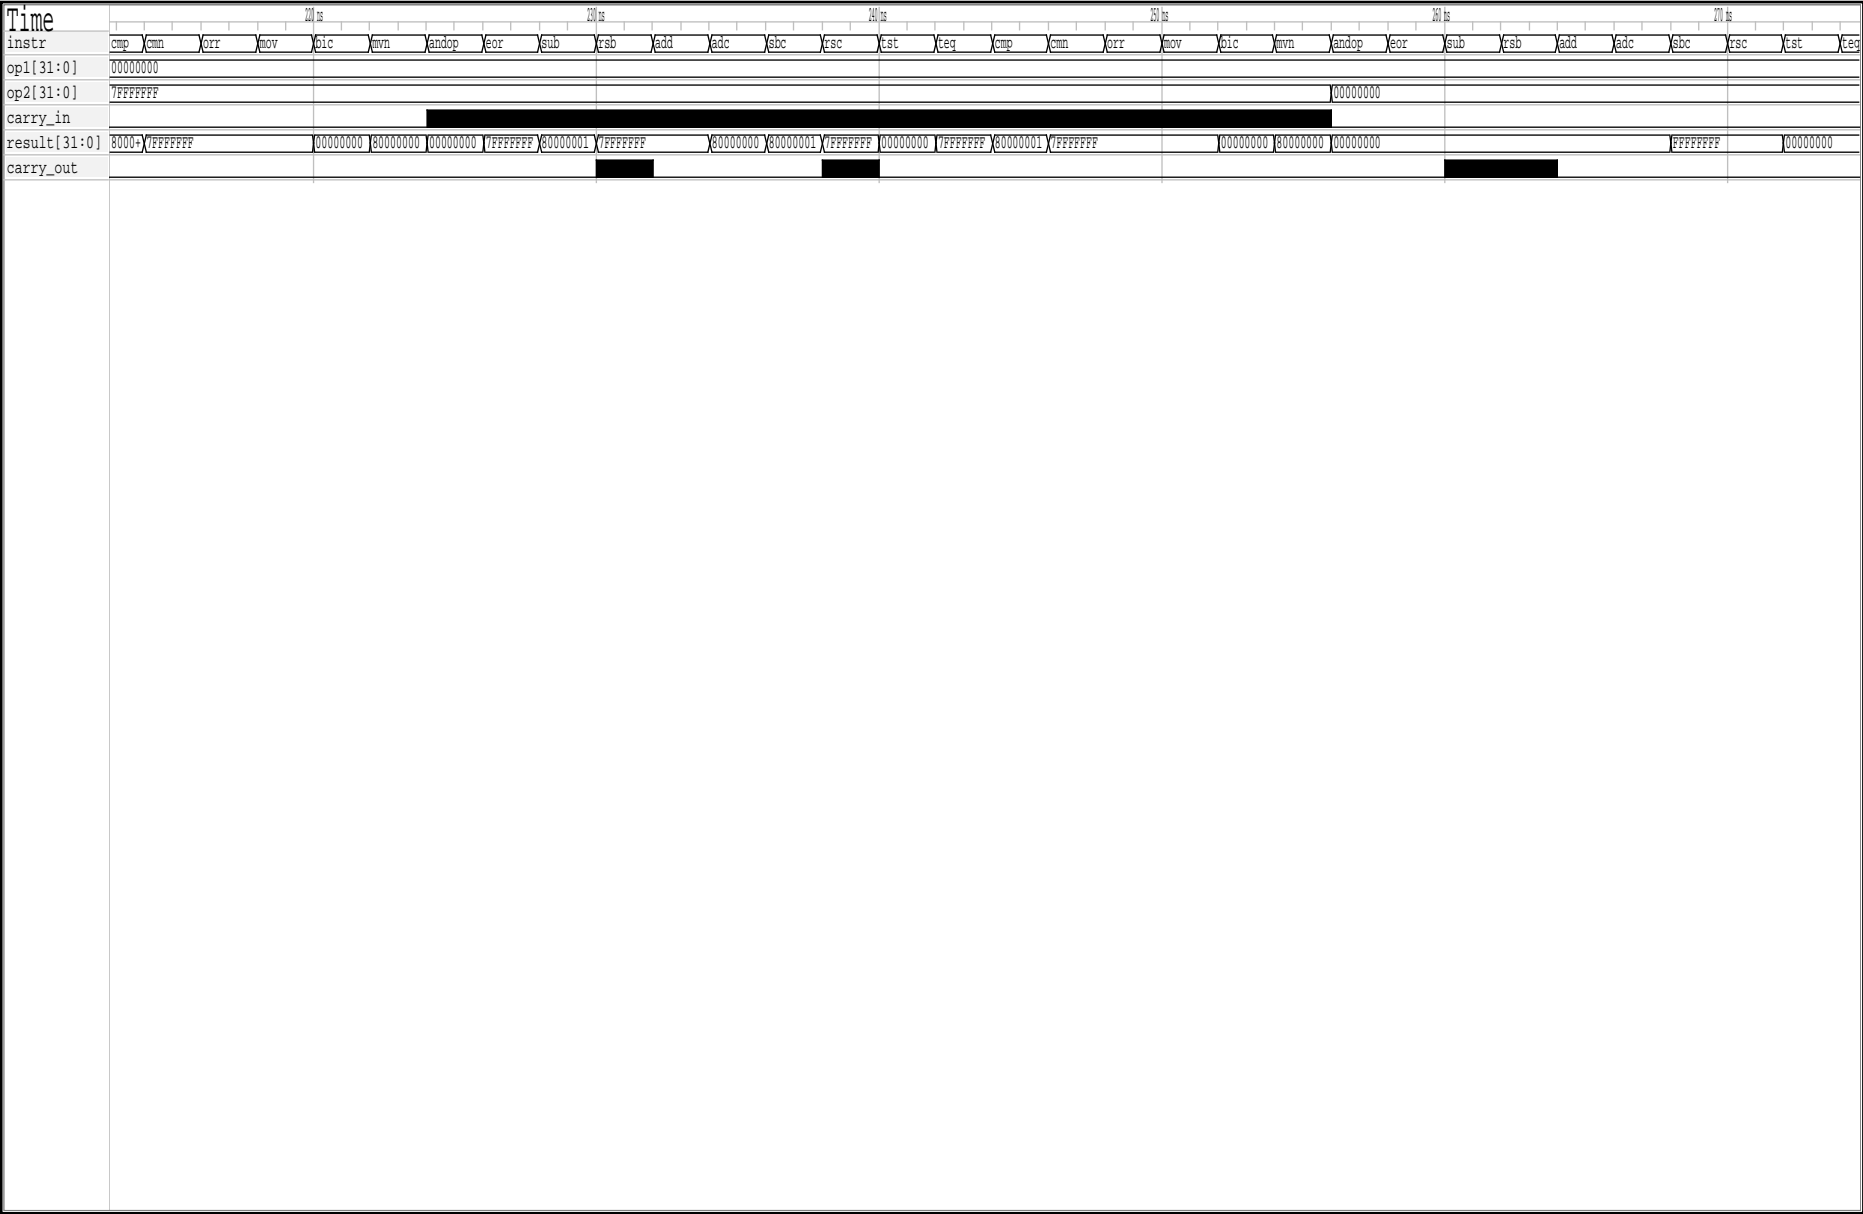 Time 220 ns 230 ns 240 ns 250 ns 260 ns 270 ns
instr cmp cmn orr mov bic mvn andop eor sub rsb add adc sbc rsc tst teq cmp cmn orr mov bic mvn andop eor sub rsb add adc sbc rsc tst teq
op1[31:0] 00000000
op2[31:0] 7FFFFFFF 00000000
carry_in
result[31:0] 8000+ 7FFFFFFF 00000000 80000000 00000000 7FFFFFFF 80000001 7FFFFFFF 80000000 80000001 7FFFFFFF 00000000 7FFFFFFF 80000001 7FFFFFFF 00000000 80000000 00000000 FFFFFFFF 00000000
carry_out